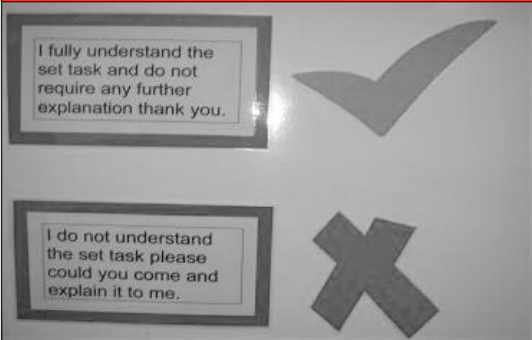 I fully understand the
set task and do not
require any further
explanation thank you.
I do not understand
the set task please
could you come and
explain it to me.